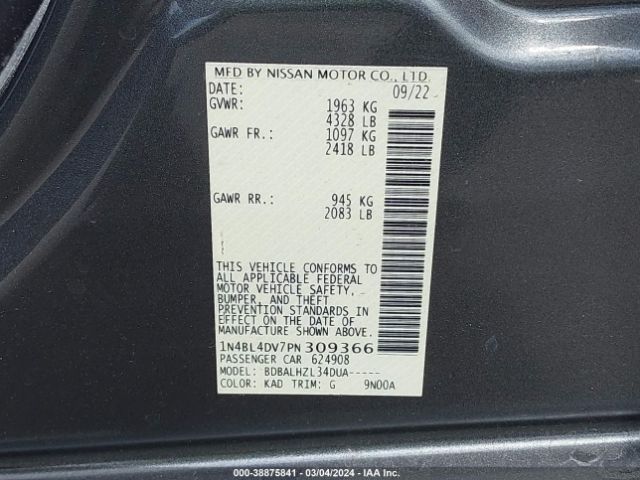 MFD BY NISSAN MOTOR CO., LTD.
DATE: 09/22
GVWR: 1963 KG
4328 LB
GAWR FR.: 1097 KG
2418 LB
GAWR RR.: 945 KG
2083 LB
THIS VEHICLE CONFORMS TO
ALL APPLICABLE FEDERAL
MOTOR VEHICLE SAFETY,
BUMPER, AND THEFT
PREVENTION STANDARDS IN
EFFECT ON THE DATE OF
MANUFACTURE SHOWN ABOVE.
1N4BL4DV7PN309366
PASSENGER CAR 624908
MODEL: BDBALHZL34DUA-----
COLOR: KAD TRIM: G 9N00A
000-38875841 - 03/04/2024 - IAA Inc.